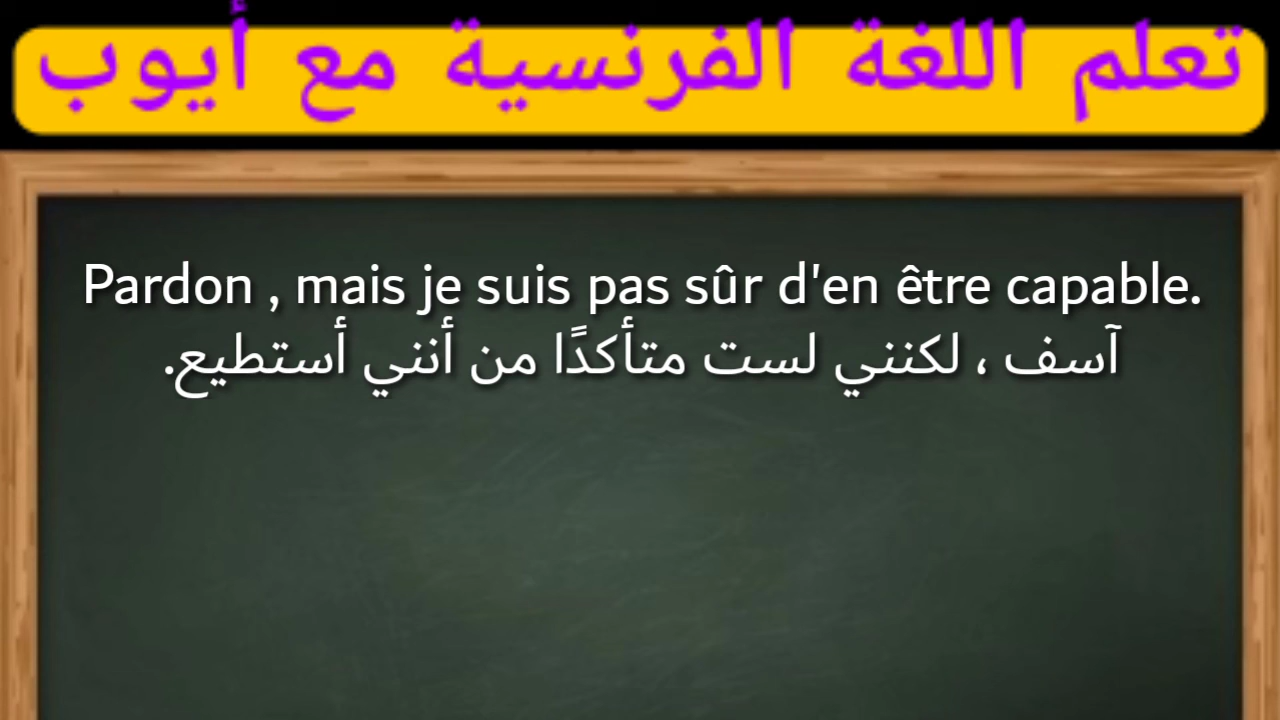 تعلم اللغة الفرنسية مع أيوب
Pardon , mais je suis pas sûr d'en être capable.
آسف ، لكنني لست متأكدًا من أنني أستطيع.